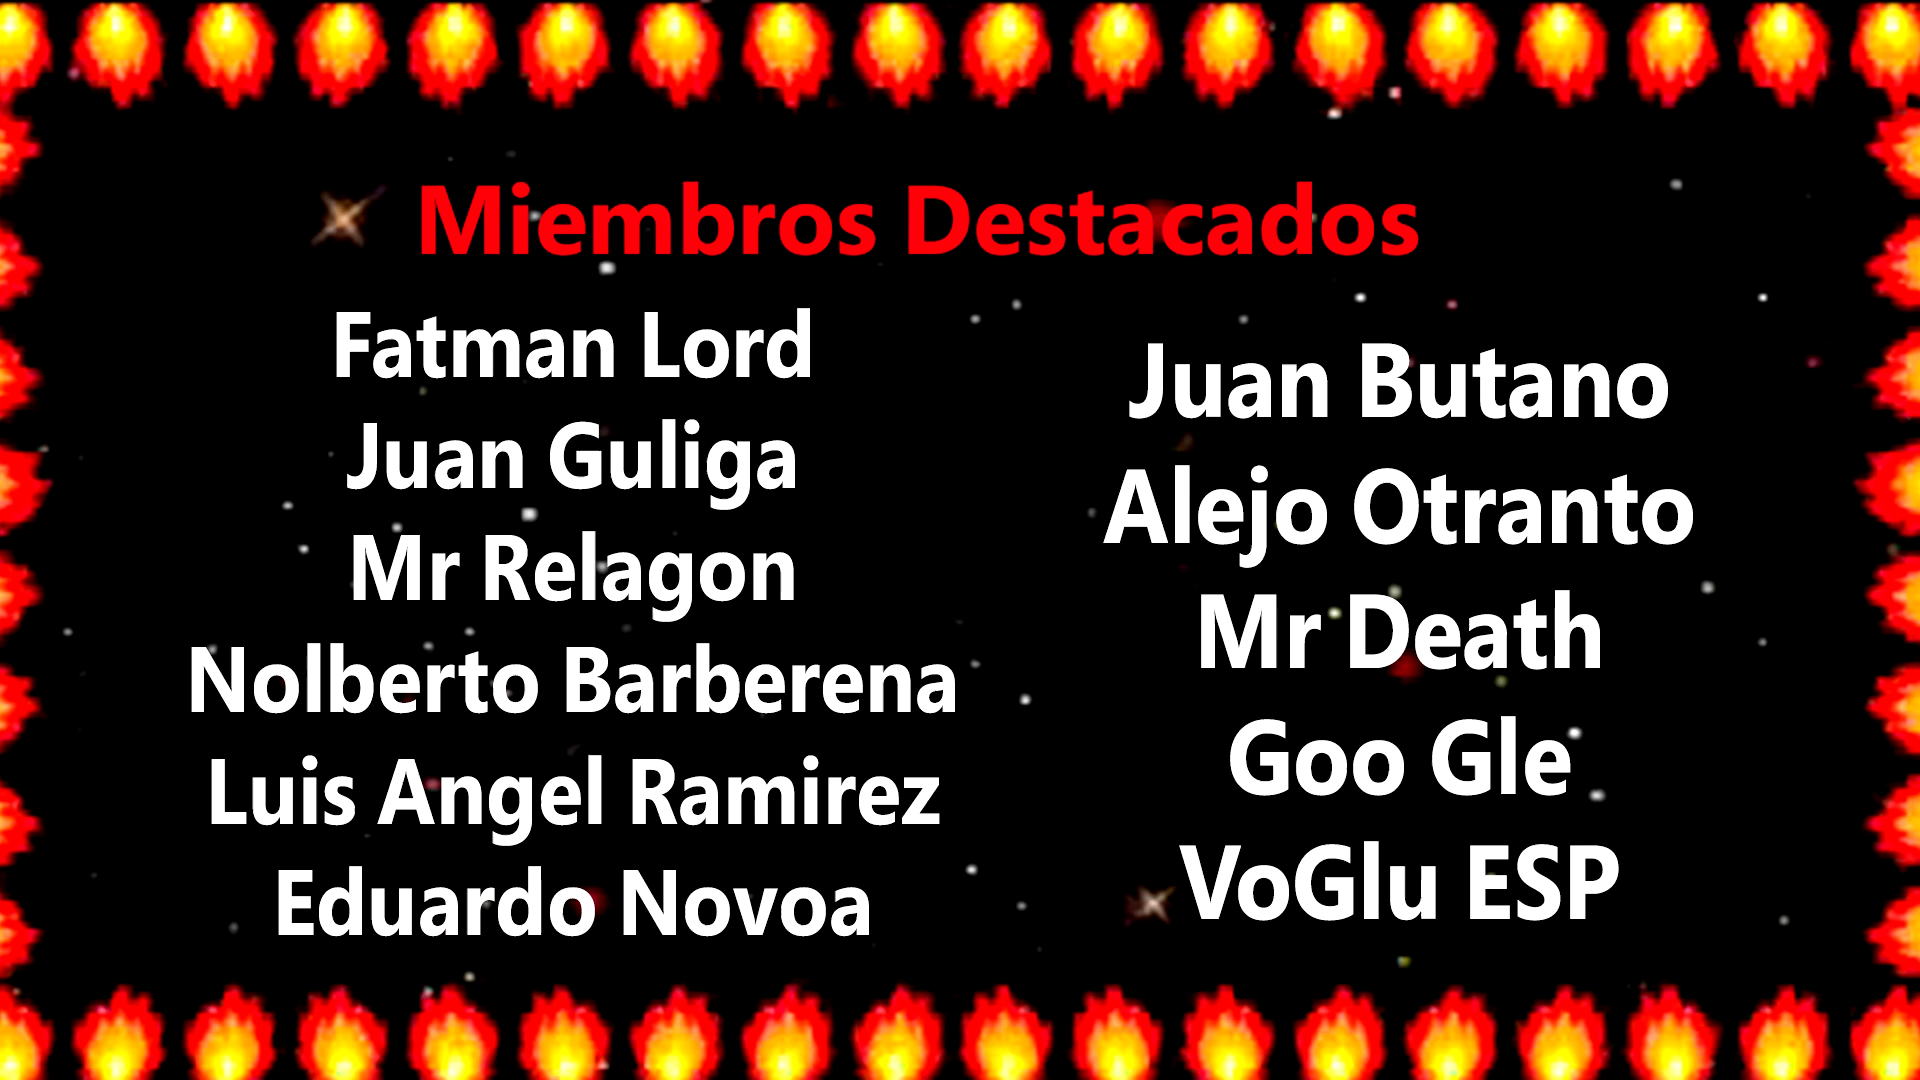 Miembros Destacados
Fatman Lord
Juan Guliga
Mr Relagon
Nolberto Barberena
Luis Angel Ramirez
Eduardo Novoa
Juan Butano
Alejo Otranto
Mr Death
Goo Gle
VoGlu ESP